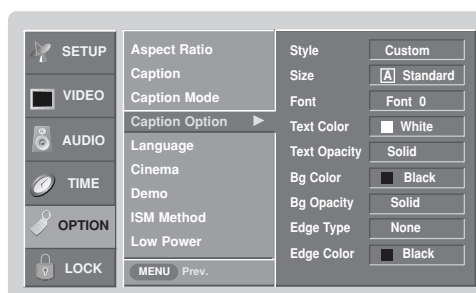 SETUP
VIDEO
AUDIO
TIME
OPTION
LOCK
Aspect Ratio
Caption
Caption Mode
Caption Option
Language
Cinema
Demo
ISM Method
Low Power
MENU Prev.
Style Custom
Size A Standard
Font Font 0
Text Color White
Text Opacity Solid
Bg Color Black
Bg Opacity Solid
Edge Type None
Edge Color Black